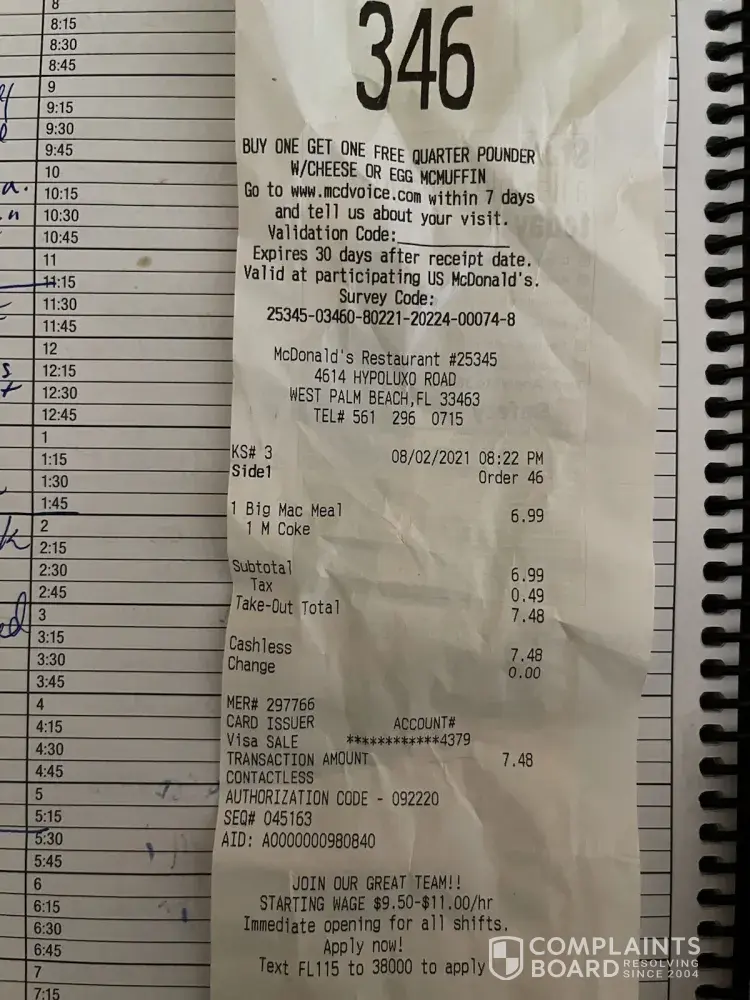 8
8:15
8:30
8:45
9
9:15
9:30
9:45
10
10:15
10:30
10:45
11
11:15
11:30
11:45
12
12:15
12:30
12:45
1
1:15
1:30
1:45
2
2:15
2:30
2:45
3
3:15
3:30
3:45
4
4:15
4:30
4:45
5
5:15
5:30
5:45
6
6:15
6:30
6:45
7
7:15
346
BUY ONE GET ONE FREE QUARTER POUNDER
W/CHEESE OR EGG MCMUFFIN
Go to www.mcdvoice.com within 7 days
and tell us about your visit.
Validation Code:
Expires 30 days after receipt date.
Valid at participating US McDonald's.
Survey Code:
25345-03460-80221-20224-00074-8
McDonald's Restaurant #25345
4614 HYPOLUXO ROAD
WEST PALM BEACH,FL 33463
TEL# 561 296 0715
KS# 3 08/02/2021 08:22 PM
Side1 Order 46
1 Big Mac Meal 6.99
1 M Coke
Subtotal 6.99
Tax 0.49
Take-Out Total 7.48
Cashless 7.48
Change 0.00
MER# 297766
CARD ISSUER ACCOUNT#
Visa SALE ************4379
TRANSACTION AMOUNT 7.48
CONTACTLESS
AUTHORIZATION CODE - 092220
SEQ# 045163
AID: A0000000980840
JOIN OUR GREAT TEAM!!
STARTING WAGE $9.50-$11.00/hr
Immediate opening for all shifts.
Apply now!
Text FL115 to 38000 to apply
COMPLAINTS
BOARD RESOLVING
SINCE 2004